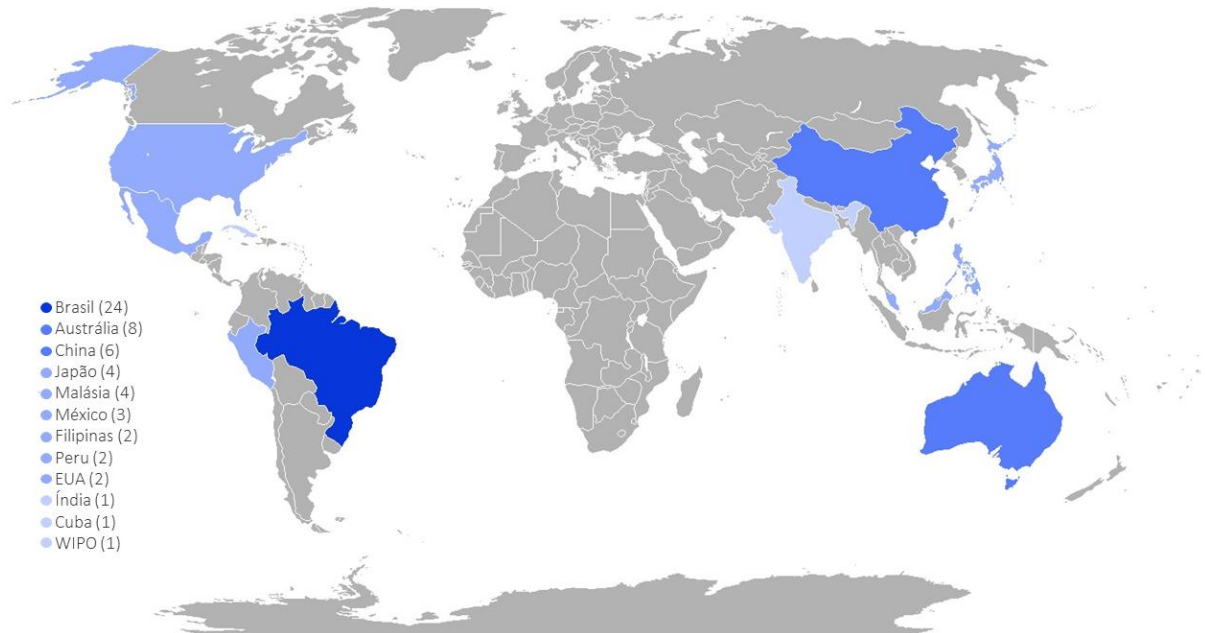 Brasil (24)
Austrália (8)
China (6)
Japão (4)
Malásia (4)
México (3)
Filipinas (2)
Peru (2)
EUA (2)
Índia (1)
Cuba (1)
WIPO (1)